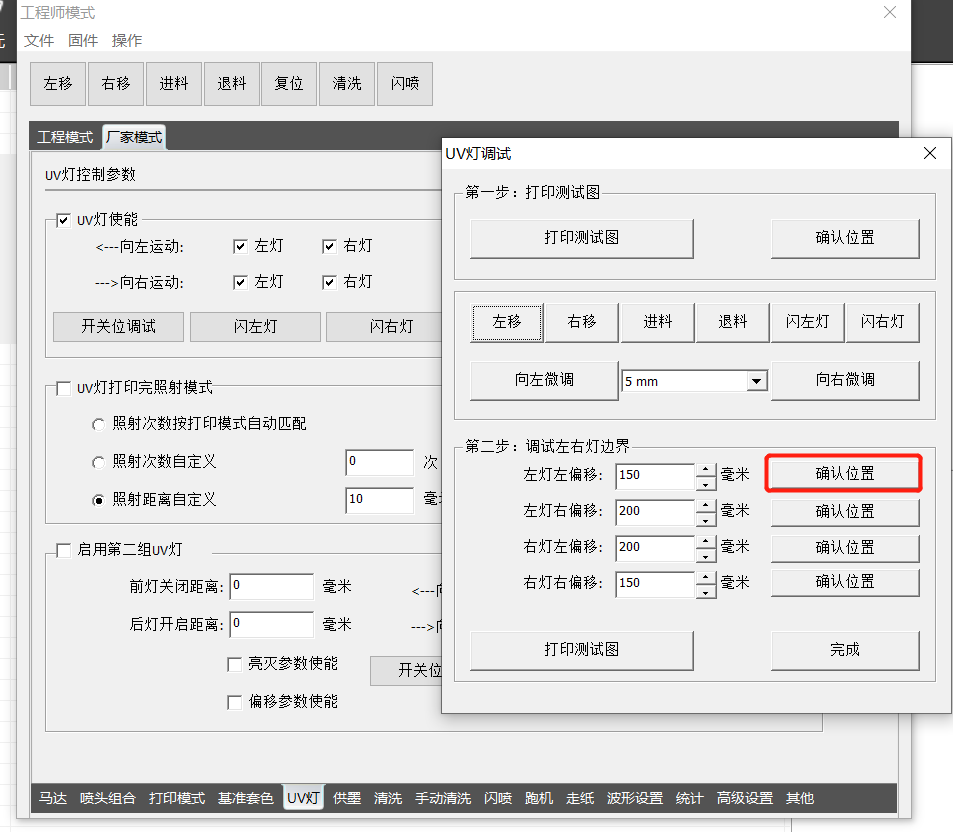 工程师模式
文件 固件 操作
左移 右移 进料 退料 复位 清洗 闪喷
工程模式 厂家模式
UV灯控制参数
UV灯使能
<---向左运动: 左灯 右灯
--->向右运动: 左灯 右灯
开关位调试 闪左灯 闪右灯
UV灯打印完照射模式
照射次数按打印模式自动匹配
照射次数自定义 0 次
照射距离自定义 10
启用第二组UV灯
前灯关闭距离: 0 毫米 <---
后灯开启距离: 0 毫米 --->
亮灭参数使能
开关位
偏移参数使能
马达 喷头组合 打印模式 基准套色 UV灯 供墨 清洗 手动清洗 闪喷 跑机 走纸 波形设置 统计 高级设置 其他
UV灯调试
第一步：打印测试图
打印测试图 确认位置
左移 右移 进料 退料 闪左灯 闪右灯
向左微调 5 mm 向右微调
第二步：调试左右灯边界
左灯左偏移: 150 毫米 确认位置
左灯右偏移: 200 毫米 确认位置
右灯左偏移: 200 毫米 确认位置
右灯右偏移: 150 毫米 确认位置
打印测试图 完成